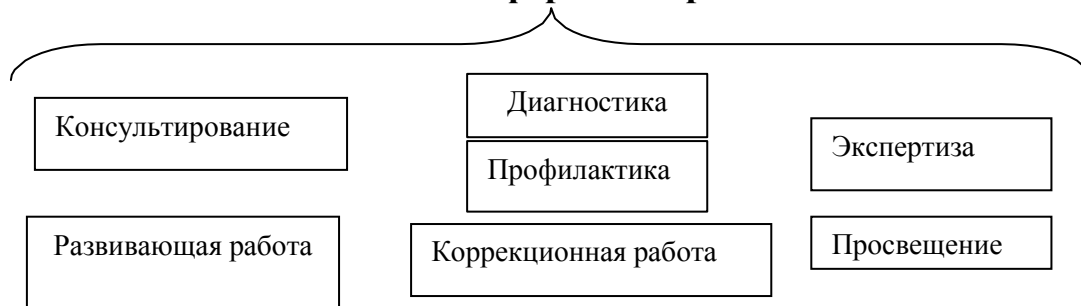 Консультирование
Диагностика
Профилактика
Экспертиза
Развивающая работа
Коррекционная работа
Просвещение